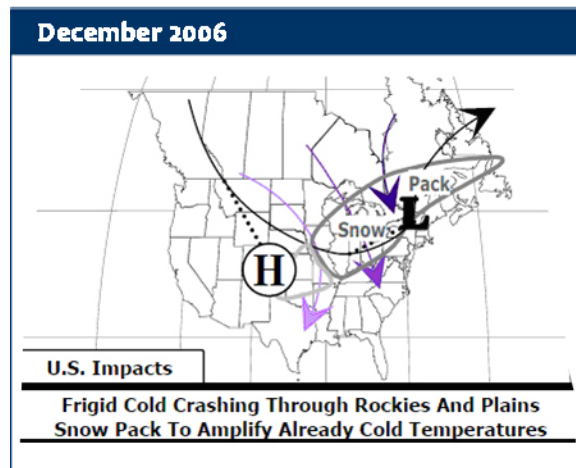 December 2006
Pack
Snow
L
H
U.S. Impacts
Frigid Cold Crashing Through Rockies And Plains
Snow Pack To Amplify Already Cold Temperatures